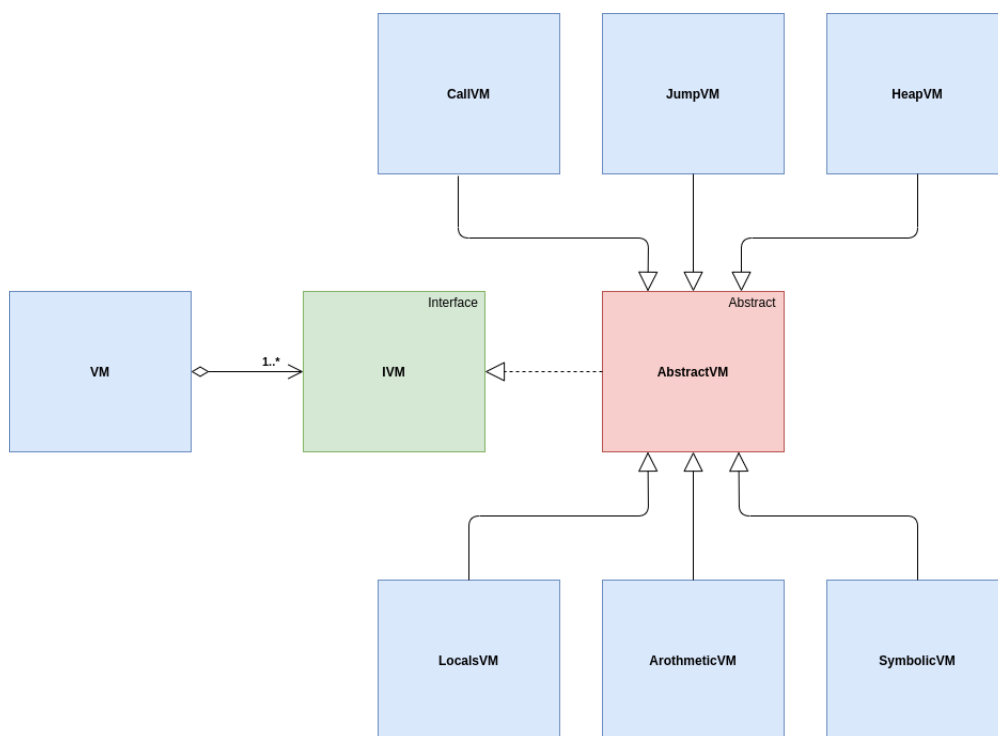 CallVM
JumpVM
HeapVM
Interface
Abstract
VM
1..*
IVM
AbstractVM
LocalsVM
ArothmeticVM
SymbolicVM